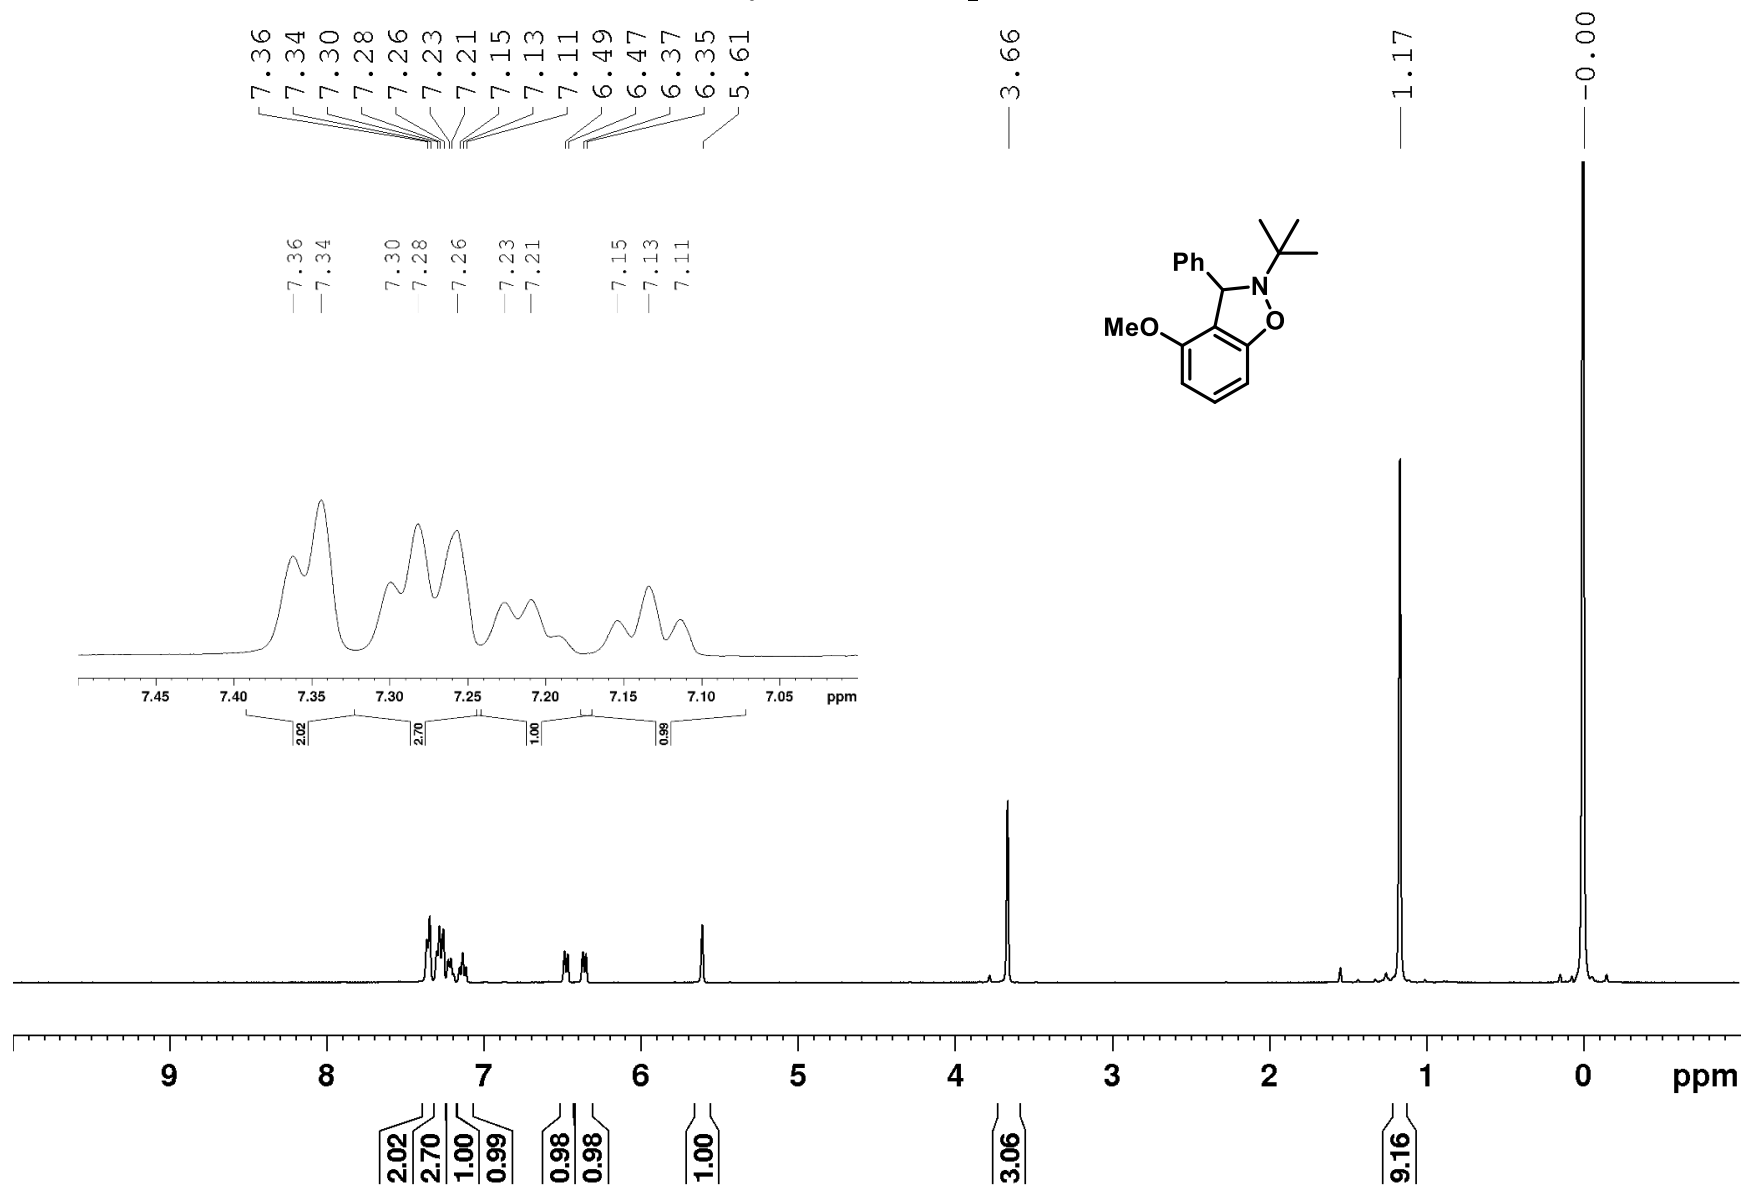 7.36 7.34 7.30 7.28 7.26 7.23 7.21 7.15 7.13 7.11 6.49 6.47 6.37 6.35 5.61 3.66 1.17 -0.00
7.36 7.34 7.30 7.28 7.26 7.23 7.21 7.15 7.13 7.11
Ph
N
O
MeO
7.45 7.40 7.35 7.30 7.25 7.20 7.15 7.10 7.05 ppm
2.02 2.70 1.00 0.99
9 8 7 6 5 4 3 2 1 0 ppm
2.02 2.70 1.00 0.99 0.98 0.98 1.00 3.06 9.16